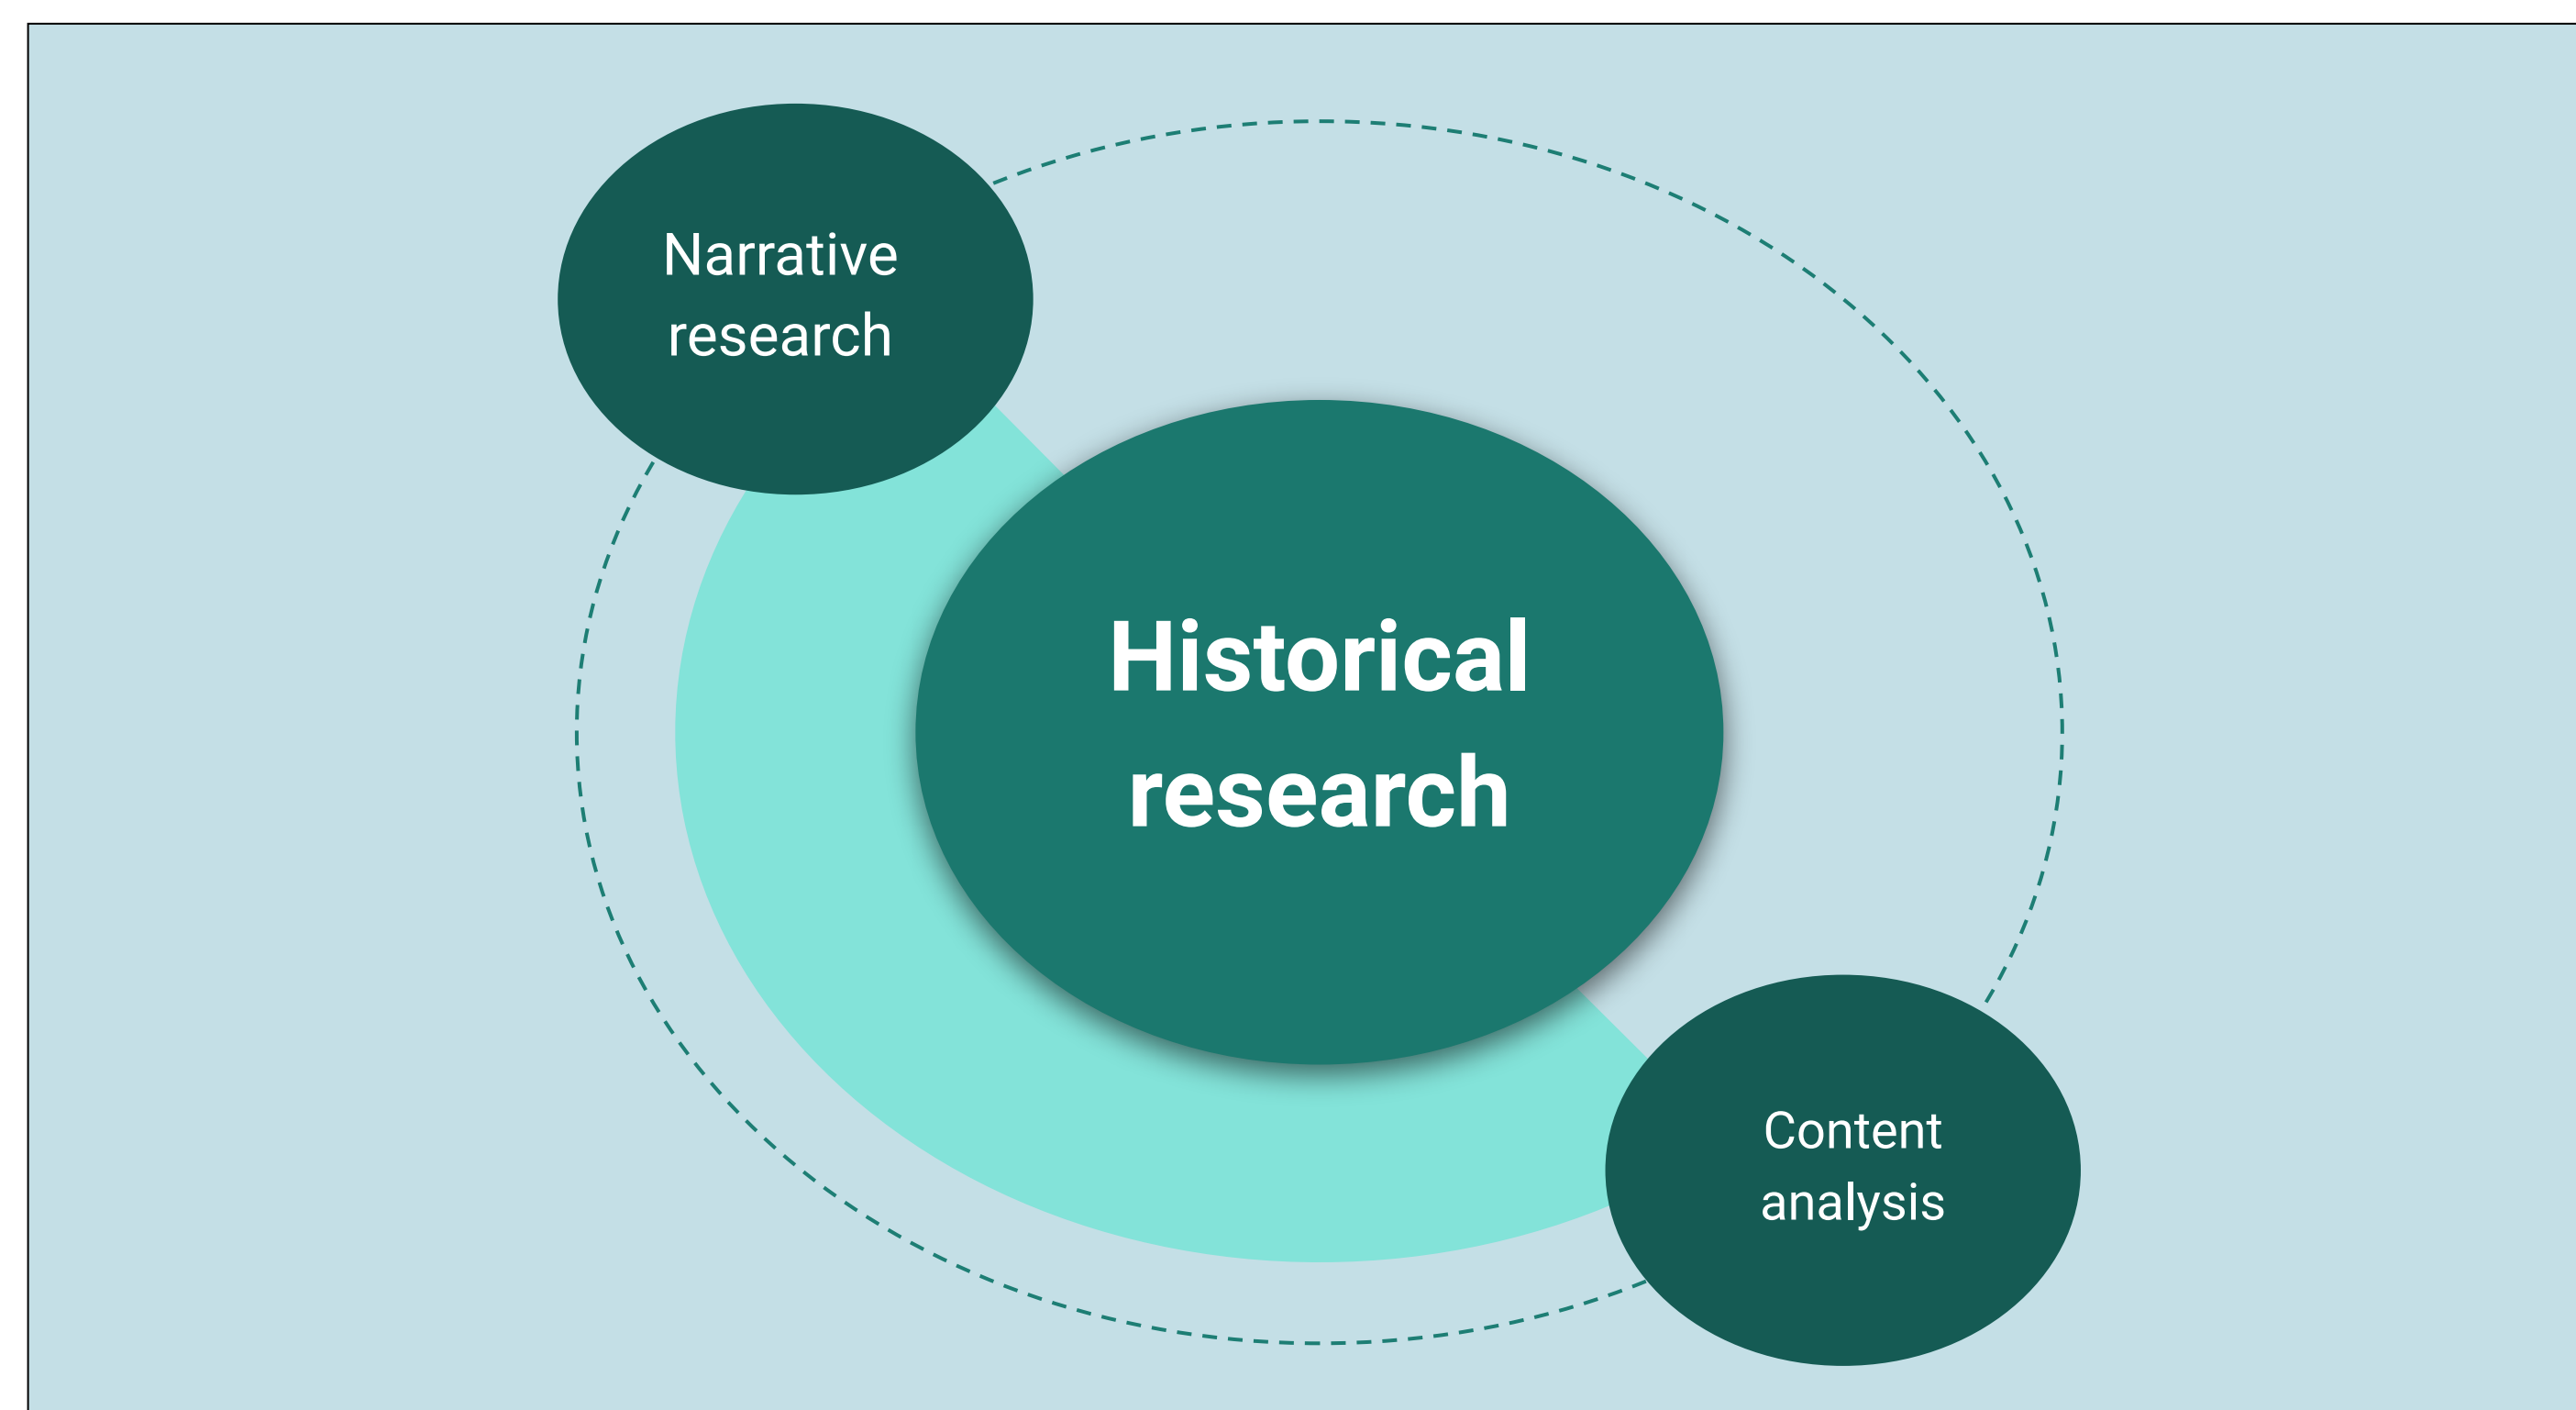 Narrative
research
Historical
research
Content
analysis